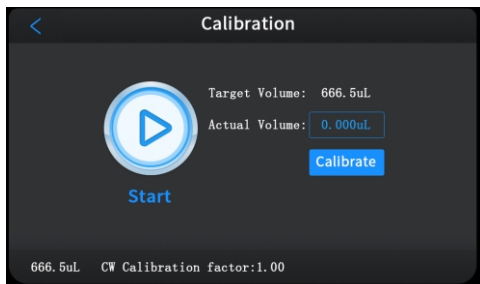 Calibration
Target Volume: 666.5uL
Actual Volume: 0.000uL
Calibrate
Start
666.5uL CW Calibration factor:1.00